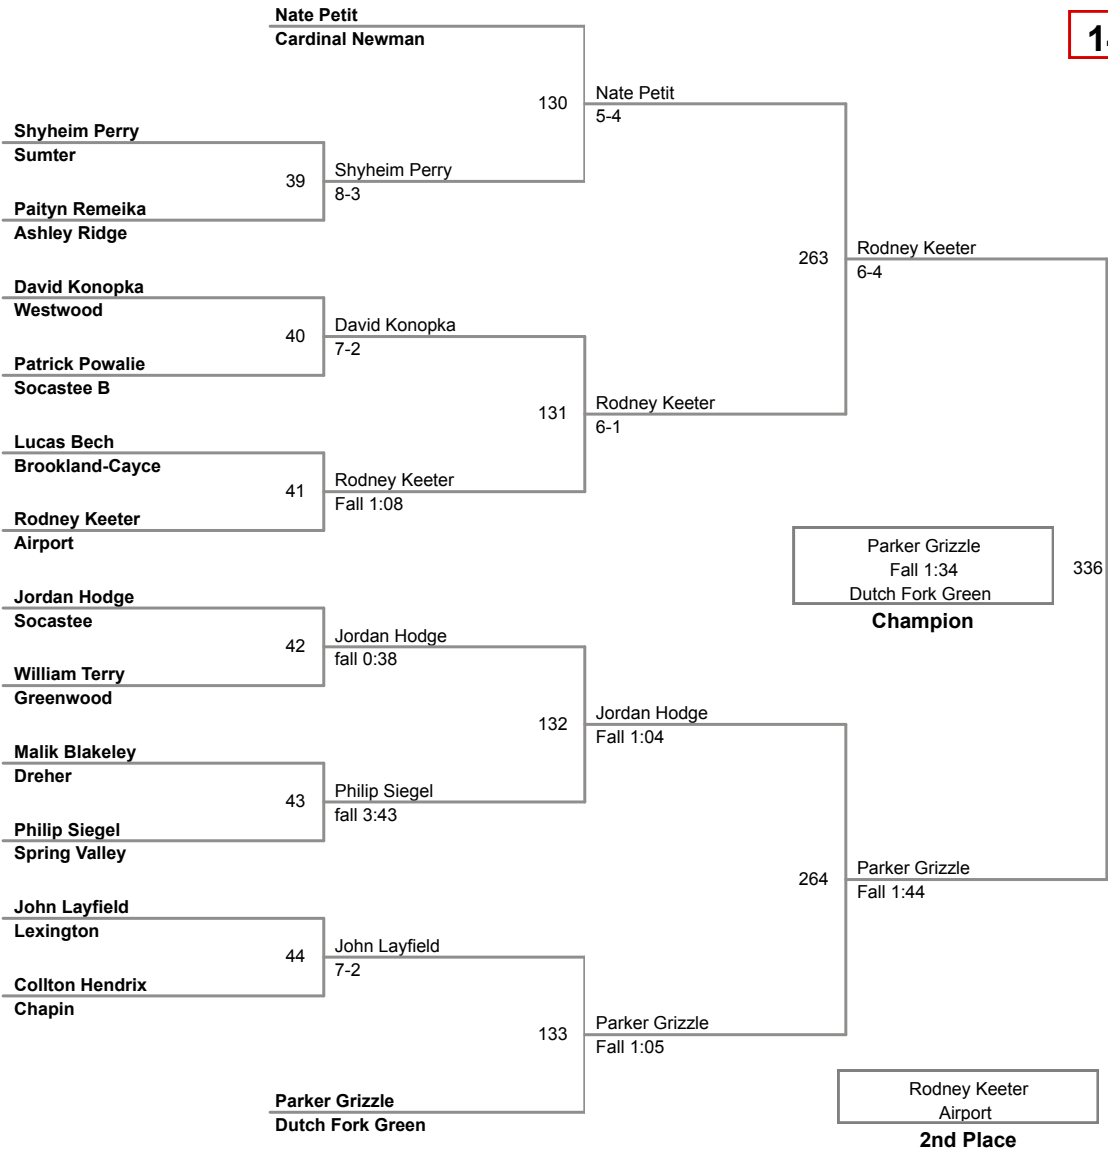 Nate Petit
Cardinal Newman
130
Nate Petit
5-4
Shyheim Perry
Sumter
39
Shyheim Perry
8-3
Paityn Remeika
Ashley Ridge
263
Rodney Keeter
6-4
David Konopka
Westwood
40
David Konopka
7-2
Patrick Powalie
Socastee B
131
Rodney Keeter
6-1
Lucas Bech
Brookland-Cayce
41
Rodney Keeter
Fall 1:08
Rodney Keeter
Airport
Parker Grizzle
Fall 1:34
Dutch Fork Green
Champion
336
Jordan Hodge
Socastee
42
Jordan Hodge
fall 0:38
William Terry
Greenwood
132
Jordan Hodge
Fall 1:04
Malik Blakeley
Dreher
43
Philip Siegel
fall 3:43
Philip Siegel
Spring Valley
264
Parker Grizzle
Fall 1:44
John Layfield
Lexington
44
John Layfield
7-2
Collton Hendrix
Chapin
133
Parker Grizzle
Fall 1:05
Parker Grizzle
Dutch Fork Green
Rodney Keeter
Airport
2nd Place